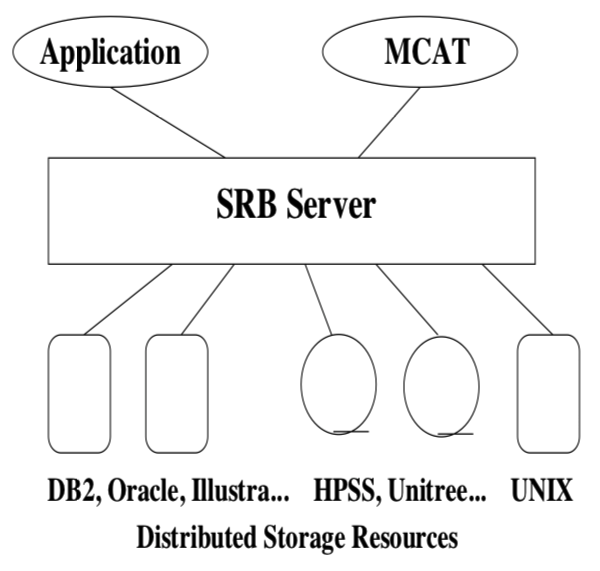 Application
MCAT
SRB Server
DB2, Oracle, Illustra... HPSS, Unitree... UNIX
Distributed Storage Resources